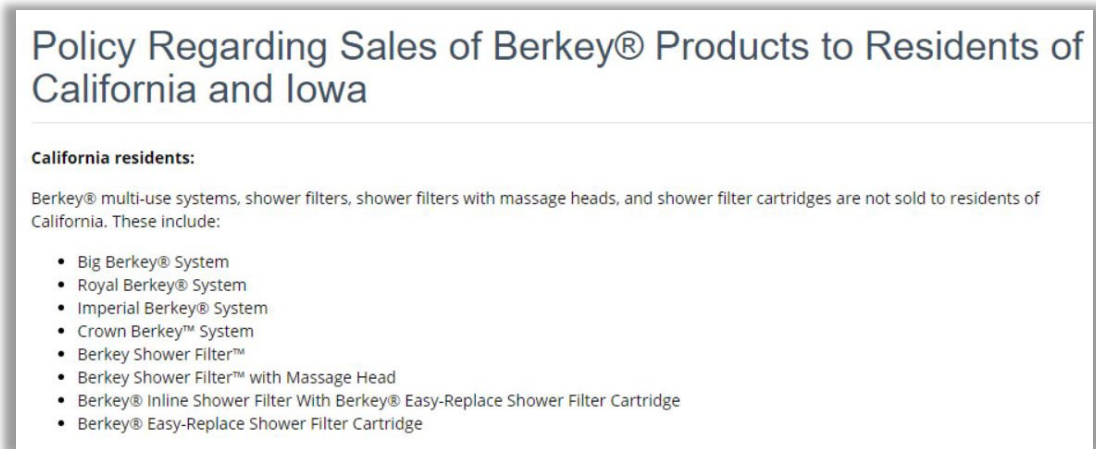 Policy Regarding Sales of Berkey® Products to Residents of
California and Iowa
California residents:
Berkey® multi-use systems, shower filters, shower filters with massage heads, and shower filter cartridges are not sold to residents of
California. These include:
• Big Berkey® System
• Royal Berkey® System
• Imperial Berkey® System
• Crown Berkey™ System
• Berkey Shower Filter™
• Berkey Shower Filter™ with Massage Head
• Berkey® Inline Shower Filter With Berkey® Easy-Replace Shower Filter Cartridge
• Berkey® Easy-Replace Shower Filter Cartridge